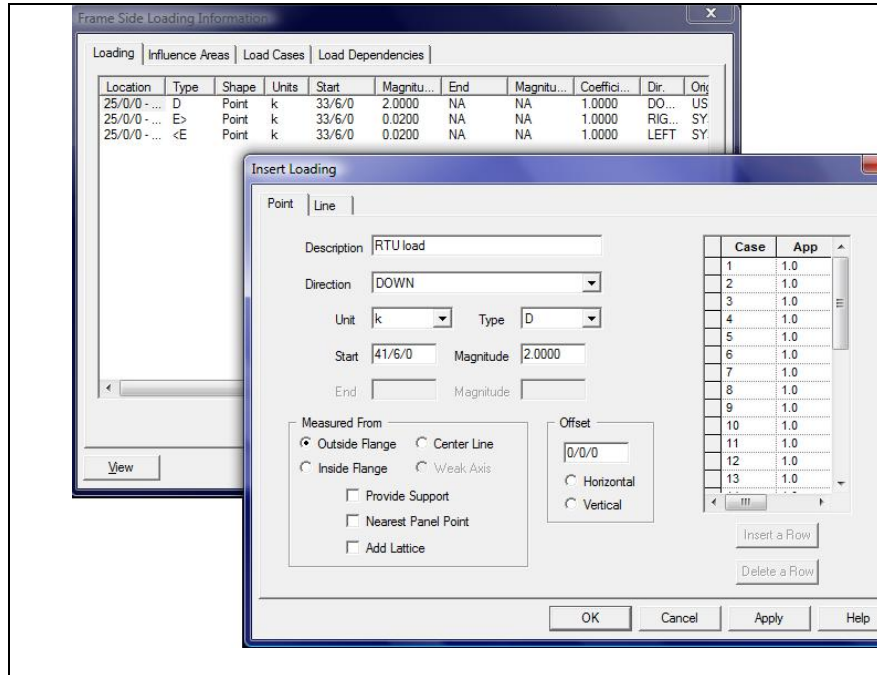 Frame Side Loading Information
X
Loading Influence Areas Load Cases Load Dependencies
Location Type Shape Units Start Magnitu... End Magnitu... Coeffici... Dir. Orig
25/0/0 - ... D Point k 33/6/0 2.0000 NA NA 1.0000 DO... US
25/0/0 - ... E> Point k 33/6/0 0.0200 NA NA 1.0000 RIG... SY
25/0/0 - ... <E Point k 33/6/0 0.0200 NA NA 1.0000 LEFT SY
View
Insert Loading
Point Line
Description RTU load
Direction DOWN
Unit k Type D
Start 41/6/0 Magnitude 2.0000
End Magnitude
Measured From
Outside Flange Center Line
Inside Flange Weak Axis
Provide Support
Nearest Panel Point
Add Lattice
Offset
0/0/0
Horizontal
Vertical
Case App
1 1.0
2 1.0
3 1.0
4 1.0
5 1.0
6 1.0
7 1.0
8 1.0
9 1.0
10 1.0
11 1.0
12 1.0
13 1.0
Insert a Row
Delete a Row
OK Cancel Apply Help